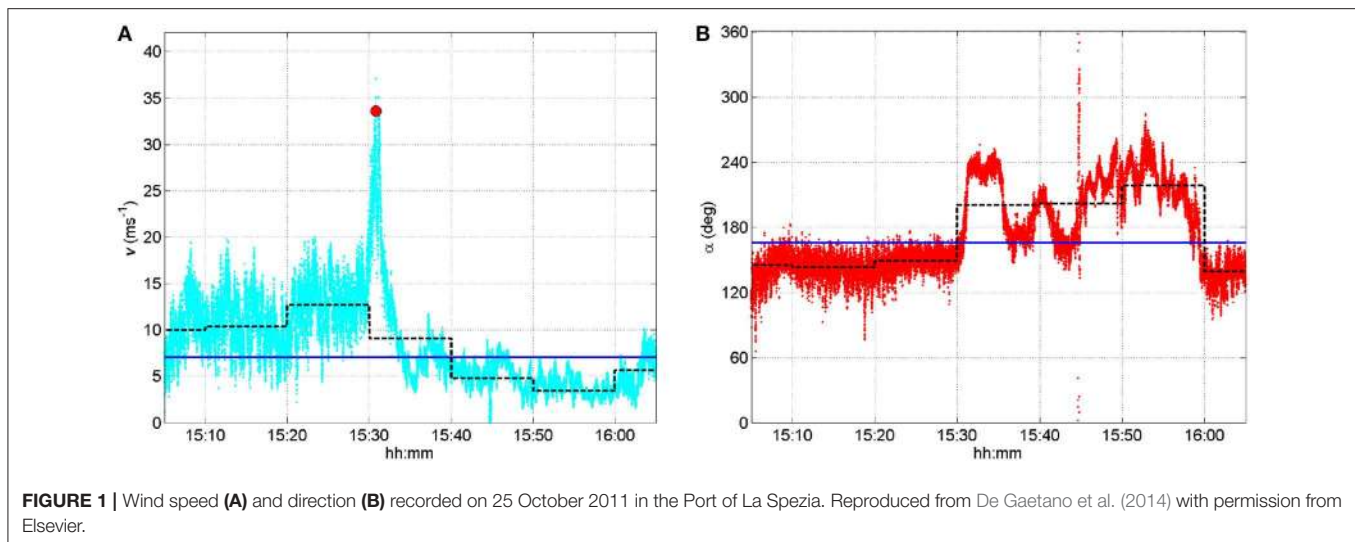 A
40
35
30
25
20
15
10
5
0
v (ms-1)
15:10 15:20 15:30 15:40 15:50 16:00
hh:mm
B
360
300
240
180
120
60
0
α (deg)
15:10 15:20 15:30 15:40 15:50 16:00
hh:mm
FIGURE 1 | Wind speed (A) and direction (B) recorded on 25 October 2011 in the Port of La Spezia. Reproduced from De Gaetano et al. (2014) with permission from
Elsevier.